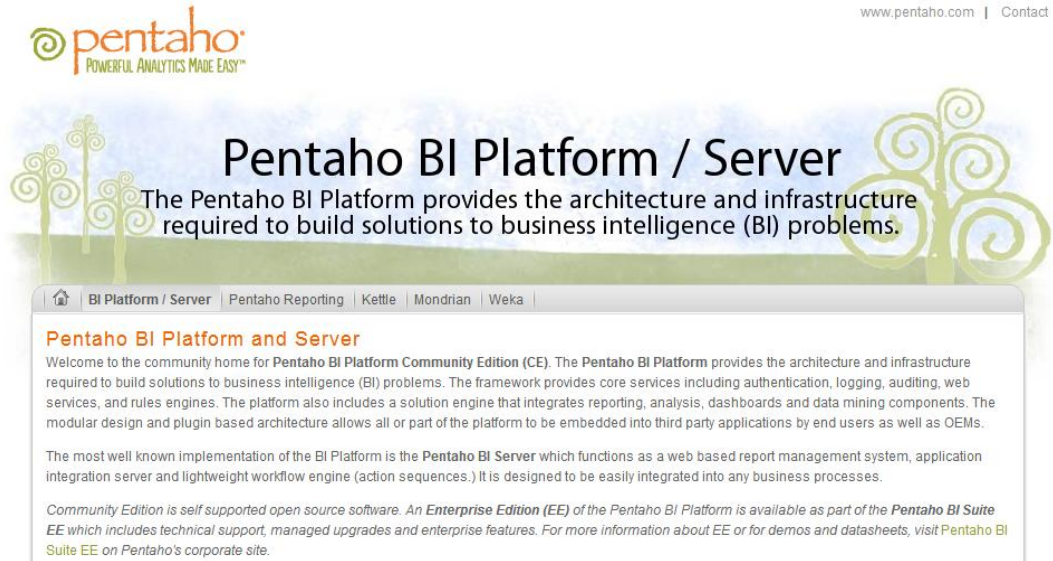 www.pentaho.com | Contact
pentaho
POWERFUL ANALYTICS MADE EASY™
Pentaho BI Platform / Server
The Pentaho BI Platform provides the architecture and infrastructure
required to build solutions to business intelligence (BI) problems.
BI Platform / Server | Pentaho Reporting | Kettle | Mondrian | Weka
Pentaho BI Platform and Server
Welcome to the community home for Pentaho BI Platform Community Edition (CE). The Pentaho BI Platform provides the architecture and infrastructure
required to build solutions to business intelligence (BI) problems. The framework provides core services including authentication, logging, auditing, web
services, and rules engines. The platform also includes a solution engine that integrates reporting, analysis, dashboards and data mining components. The
modular design and plugin based architecture allows all or part of the platform to be embedded into third party applications by end users as well as OEMs.
The most well known implementation of the BI Platform is the Pentaho BI Server which functions as a web based report management system, application
integration server and lightweight workflow engine (action sequences.) It is designed to be easily integrated into any business processes.
Community Edition is self supported open source software. An Enterprise Edition (EE) of the Pentaho BI Platform is available as part of the Pentaho BI Suite
EE which includes technical support, managed upgrades and enterprise features. For more information about EE or for demos and datasheets, visit Pentaho BI
Suite EE on Pentaho's corporate site.